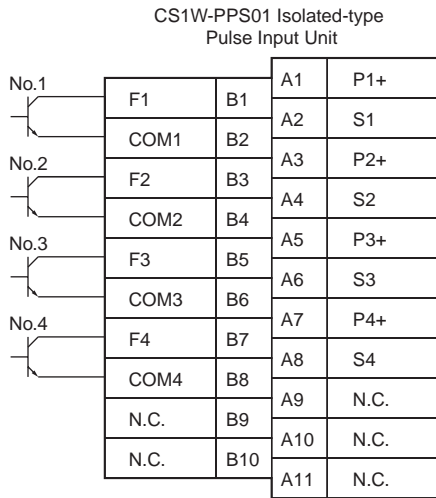 CS1W-PPS01 Isolated-type
Pulse Input Unit
A1 P1+
No.1
F1 B1
A2 S1
COM1 B2
A3 P2+
No.2
F2 B3
A4 S2
COM2 B4
A5 P3+
No.3
F3 B5
A6 S3
COM3 B6
A7 P4+
No.4
F4 B7
A8 S4
COM4 B8
A9 N.C.
N.C. B9
A10 N.C.
N.C. B10
A11 N.C.